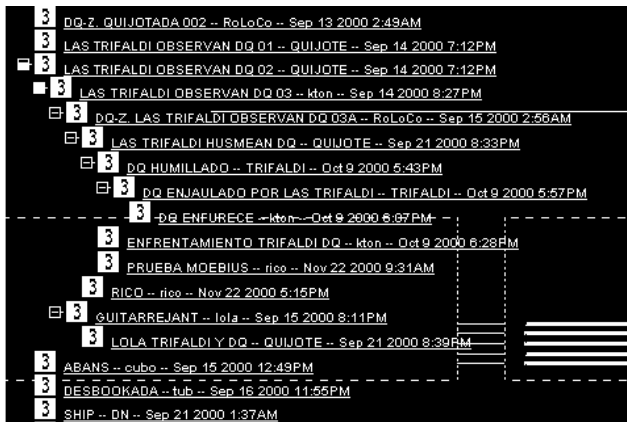 3 DQ-Z. QUIJOTADA 002 -- RoLoCo -- Sep 13 2000 2:49AM
3 LAS TRIFALDI OBSERVAN DQ 01 -- QUIJOTE -- Sep 14 2000 7:12PM
3 LAS TRIFALDI OBSERVAN DQ 02 -- QUIJOTE -- Sep 14 2000 7:12PM
3 LAS TRIFALDI OBSERVAN DQ 03 -- kton -- Sep 14 2000 8:27PM
3 DQ-Z. LAS TRIFALDI OBSERVAN DQ 03A -- RoLoCo -- Sep 15 2000 2:56AM
3 LAS TRIFALDI HUSMEAN DQ -- QUIJOTE -- Sep 21 2000 8:33PM
3 DQ HUMILLADO -- TRIFALDI -- Oct 9 2000 5:43PM
3 DQ ENJAULADO POR LAS TRIFALDI -- TRIFALDI -- Oct 9 2000 5:57PM
3 DQ ENFURECE -- kton -- Oct 9 2000 6:07PM
3 ENFRENTAMIENTO TRIFALDI DQ -- kton -- Oct 9 2000 6:28PM
3 PRUEBA MOEBIUS -- rico -- Nov 22 2000 9:31AM
3 RICO -- rico -- Nov 22 2000 5:15PM
3 GUITARREJANT -- lola -- Sep 15 2000 8:11PM
3 LOLA TRIFALDI Y DQ -- QUIJOTE -- Sep 21 2000 8:39PM
3 ABANS -- cubo -- Sep 15 2000 12:49PM
3 DESBOOKADA -- tub -- Sep 16 2000 11:55PM
3 SHIP -- DN -- Sep 21 2000 1:37AM